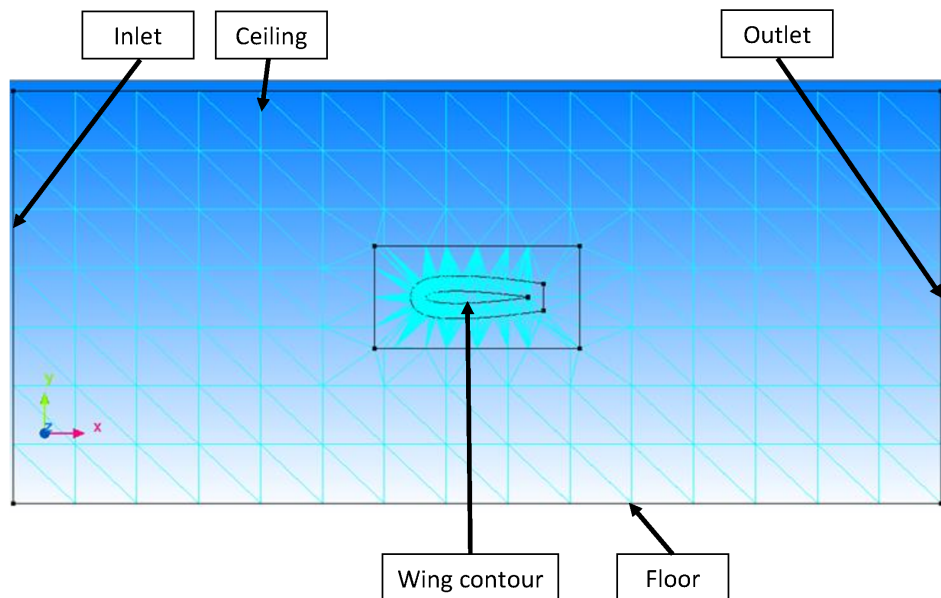 Inlet
Ceiling
Outlet
y
z
x
Wing contour
Floor